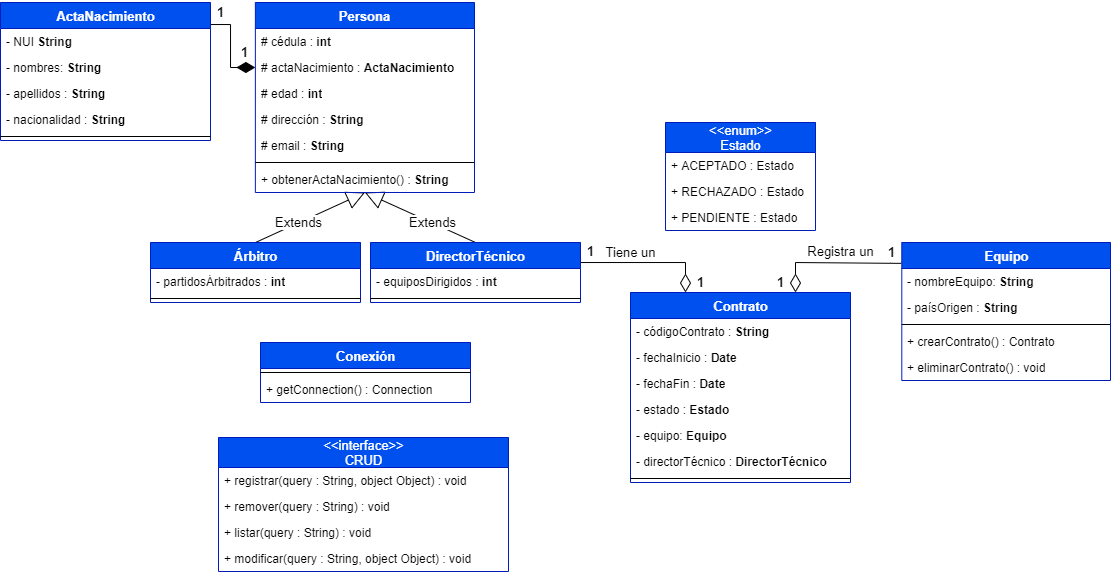 ActaNacimiento
- NUI String
- nombres: String
- apellidos : String
- nacionalidad : String
1
1
Persona
# cédula : int
# actaNacimiento : ActaNacimiento
# edad : int
# dirección : String
# email : String
+ obtenerActaNacimiento() : String
Extends
Extends
<<enum>>
Estado
+ ACEPTADO : Estado
+ RECHAZADO : Estado
+ PENDIENTE : Estado
Árbitro
- partidosArbitrados : int
DirectorTécnico
- equiposDirigidos : int
1
Tiene un
1
Registra un
1
1
Equipo
- nombreEquipo: String
- paísOrigen : String
+ crearContrato() : Contrato
+ eliminarContrato() : void
Contrato
- códigoContrato : String
- fechaInicio : Date
- fechaFin : Date
- estado : Estado
- equipo: Equipo
- directorTécnico : DirectorTécnico
Conexión
+ getConnection() : Connection
<<interface>>
CRUD
+ registrar(query : String, object Object) : void
+ remover(query : String) : void
+ listar(query : String) : void
+ modificar(query : String, object Object) : void